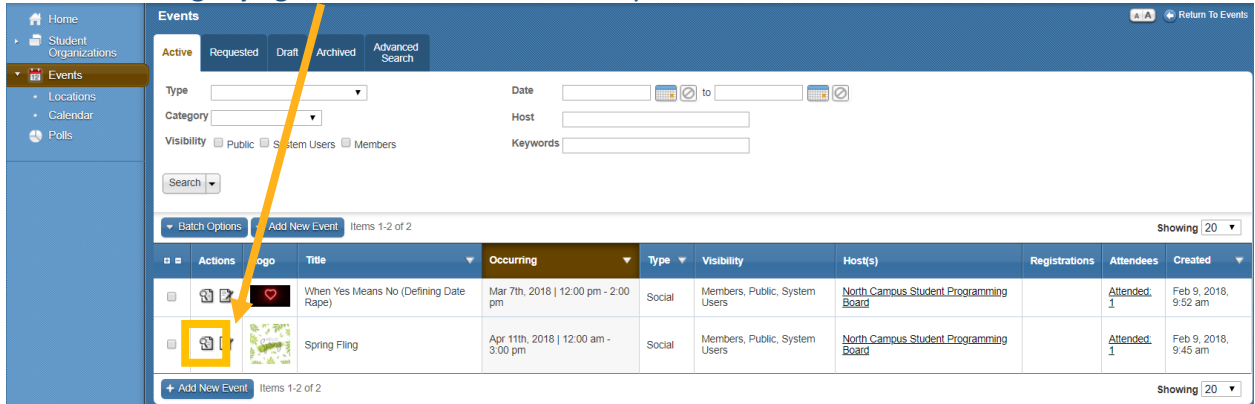 Home
Student
Organizations
Events
Locations
Calendar
Polls
Events
A A
Return To Events
Active Requested Draft Archived Advanced
Search
Type
Date to
Category
Host
Visibility Public System Users Members
Keywords
Search
Batch Options Add New Event Items 1-2 of 2
Showing 20
Actions Title Occurring Type Visibility Host(s) Registrations Attendees Created
When Yes Means No (Defining Date
Rape)
Mar 7th, 2018 | 12:00 pm - 2:00
pm
Social
Members, Public, System
Users
North Campus Student Programming
Board
Attended:
1
Feb 9, 2018,
9:52 am
Spring Fling
Apr 11th, 2018 | 12:00 am -
3:00 pm
Social
Members, Public, System
Users
North Campus Student Programming
Board
Attended:
1
Feb 9, 2018,
9:45 am
+ Add New Event Items 1-2 of 2
Showing 20